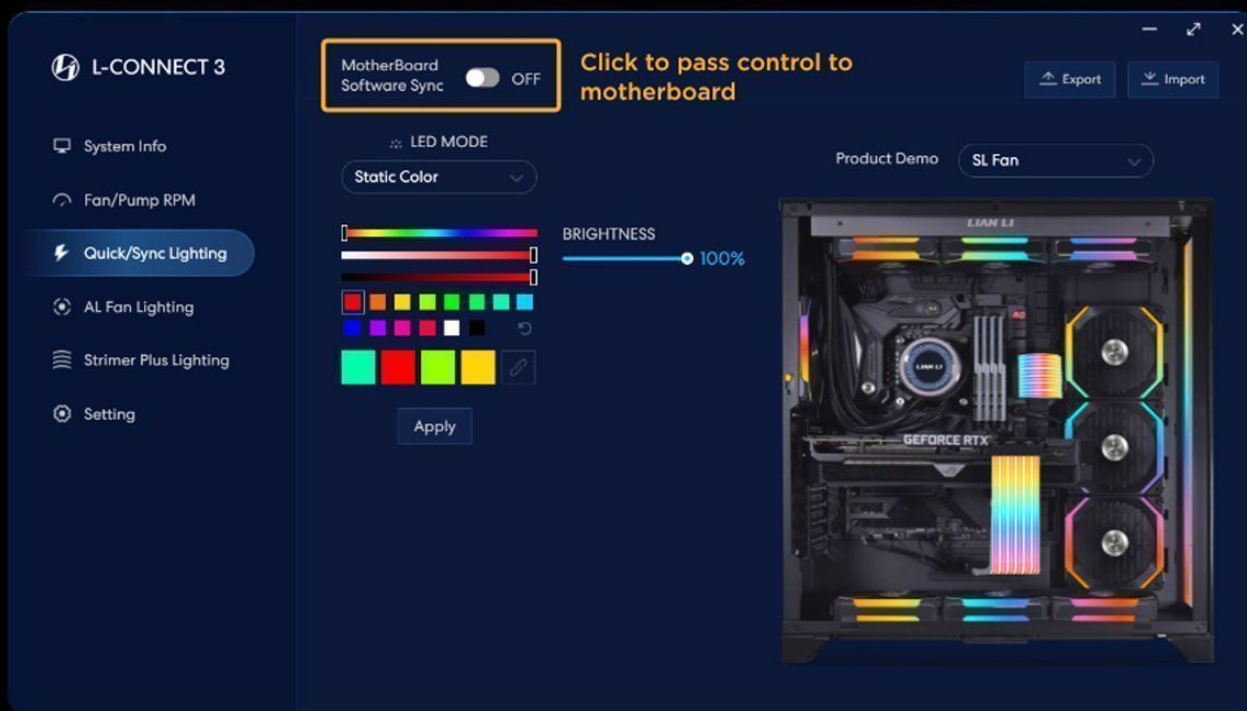 L-CONNECT 3
System Info
Fan/Pump RPM
Quick/Sync Lighting
AL Fan Lighting
Strimer Plus Lighting
Setting
MotherBoard
Software Sync
OFF
Click to pass control to
motherboard
Export
Import
LED MODE
Static Color
BRIGHTNESS
100%
Apply
Product Demo
SL Fan
LIAN LI
LIAN LI
GEFORCE RTX